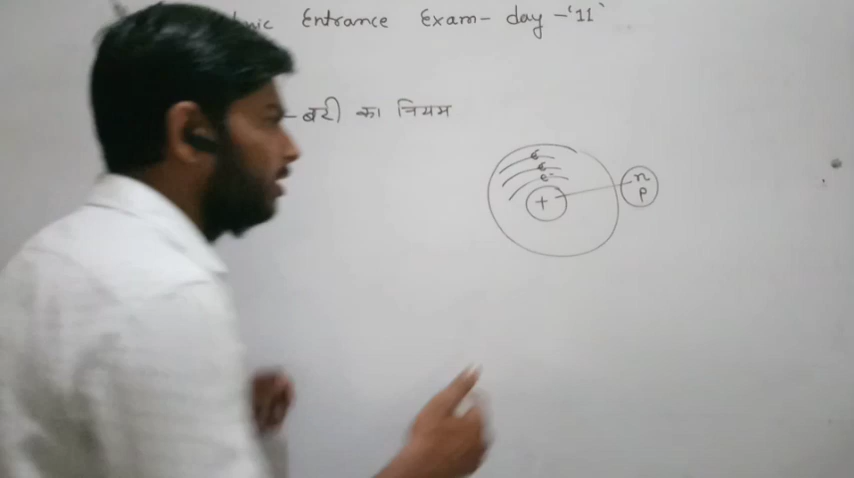 Entrance Exam- day -'11'
- बरी का नियम
e-
e-
e-
+
n
p